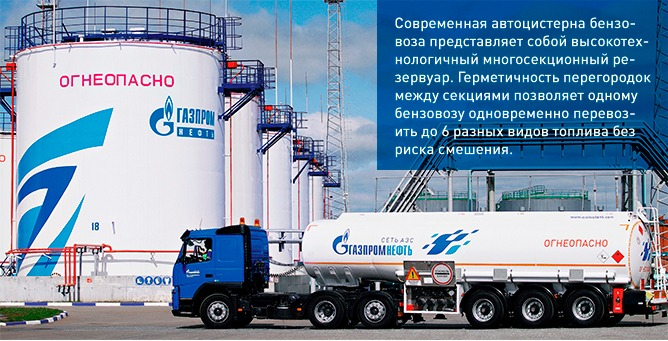 Современная автоцистерна бензо-
воза представляет собой высокотех-
нологичный многосекционный ре-
зервуар. Герметичность перегородок
между секциями позволяет одному
бензовозу одновременно перевоз-
ить до 6 разных видов топлива без
риска смешения.
ОГНЕОПАСНО
ГАЗПРОМ
НЕФТЬ
18
СЕТЬ АЗС
ГАЗПРОМНЕФТЬ
ОГНЕОПАСНО